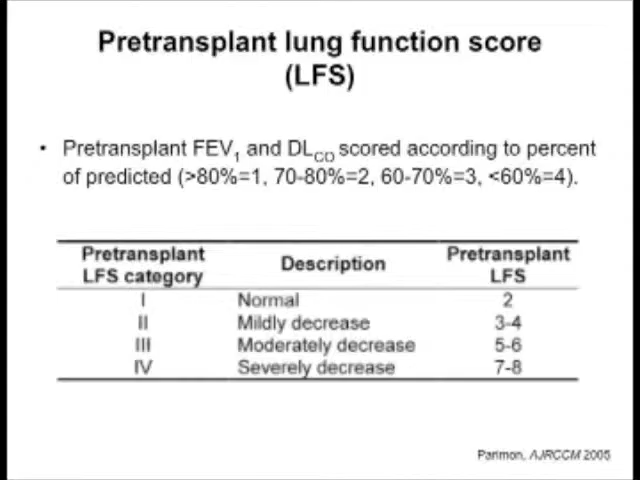 Pretransplant lung function score
(LFS)
• Pretransplant FEV1 and DLCO scored according to percent
of predicted (>80%=1, 70-80%=2, 60-70%=3, <60%=4).
Pretransplant LFS category Description Pretransplant LFS
I Normal 2
II Mildly decrease 3-4
III Moderately decrease 5-6
IV Severely decrease 7-8
Parimon, AJRCCM 2005